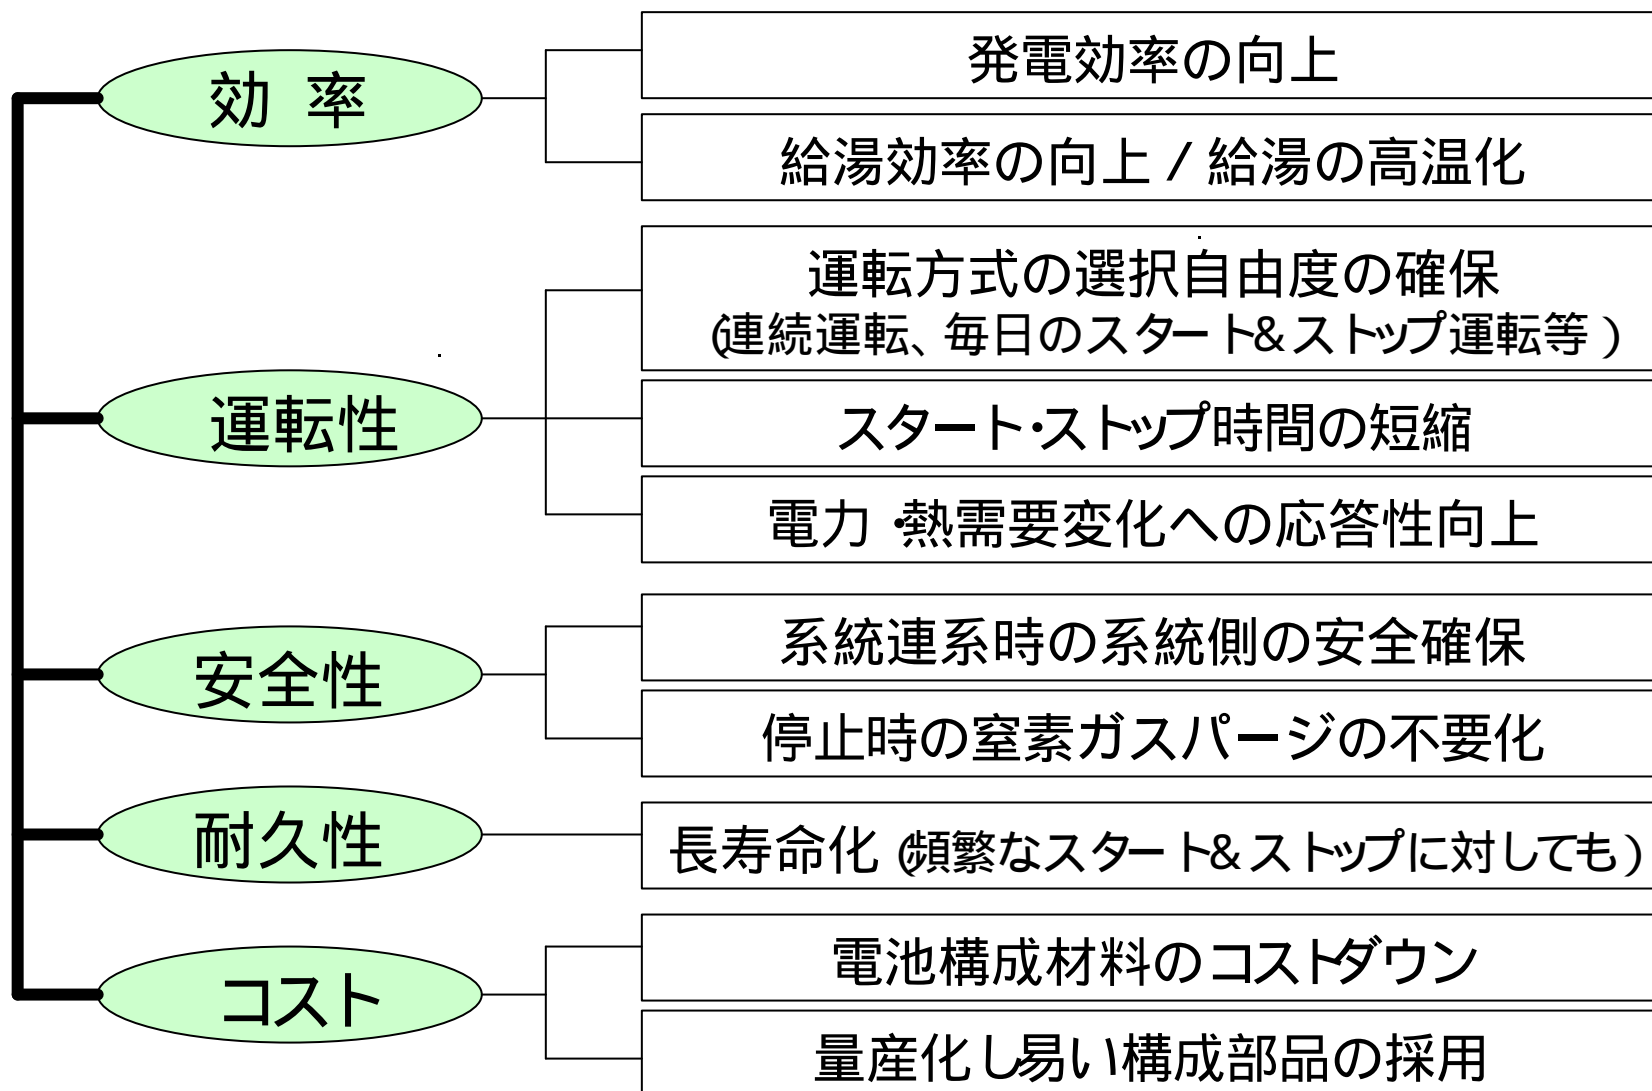 効 率
発電効率の向上
給湯効率の向上 / 給湯の高温化
運転性
運転方式の選択自由度の確保
(連続運転、毎日のスタート&ストップ運転等)
スタート・ストップ時間の短縮
電力・熱需要変化への応答性向上
安全性
系統連系時の系統側の安全確保
停止時の窒素ガスパージの不要化
耐久性
長寿命化 (頻繁なスタート&ストップに対しても)
コスト
電池構成材料のコストダウン
量産化し易い構成部品の採用